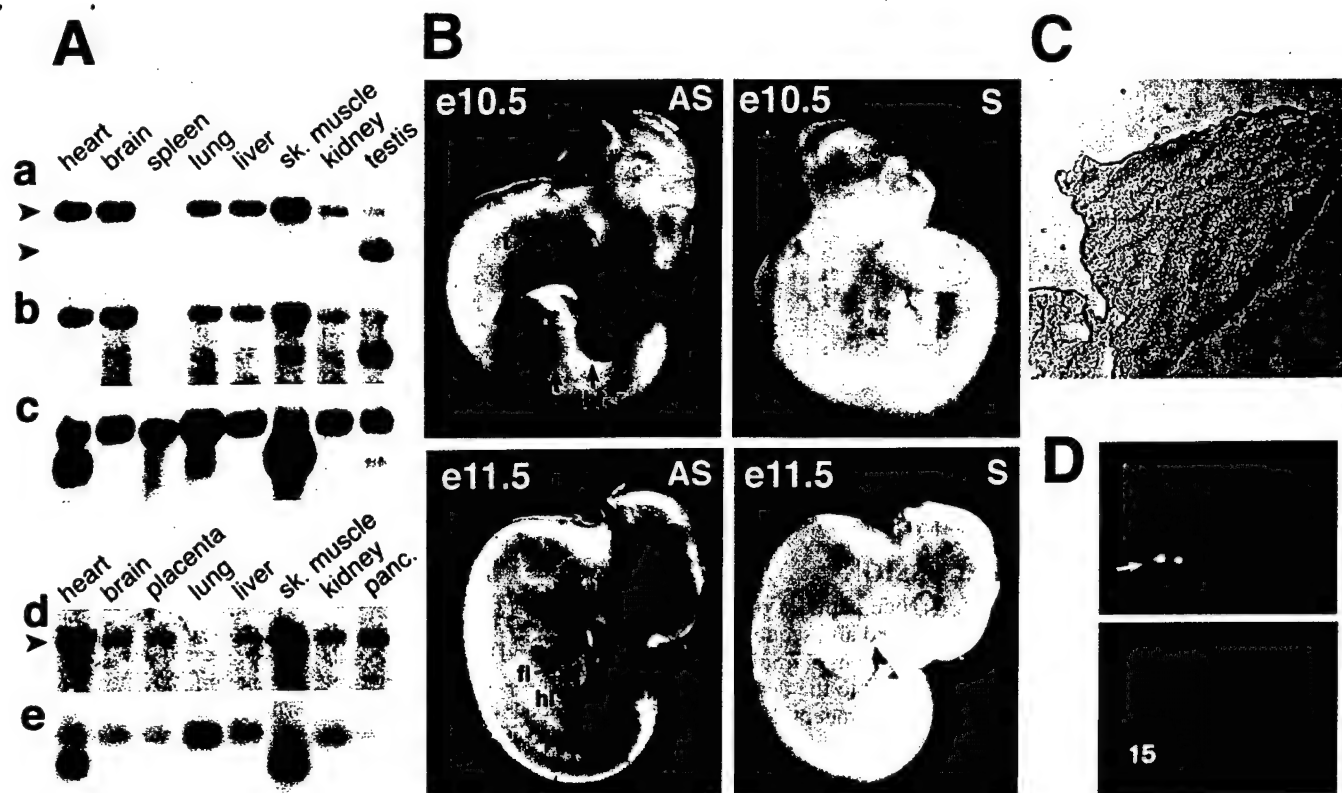 A
B
C
heart brain spleen lung liver sk. muscle kidney testis
a
b
c
e10.5 AS
e10.5 S
e11.5 AS
e11.5 S
fl
hl
D
15
heart brain placenta lung liver sk. muscle kidney panc.
d
e